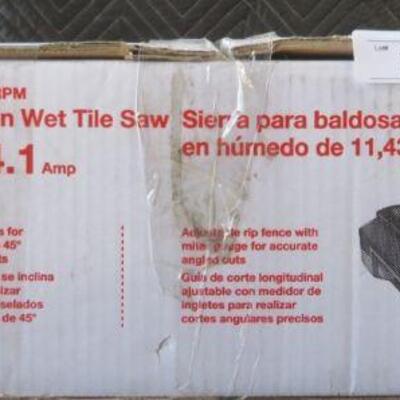 RPM
n Wet Tile Saw
4.1 Amp
s for
45°
ts
se inclina
izar
selados
de 45°
Sierra para baldosa
en húmedo de 11,43
Adjustable rip fence with
miter gauge for accurate
angled cuts
Guía de corte longitudinal
ajustable con medidor de
ingletes para realizar
cortes angulares precisos
Lot#